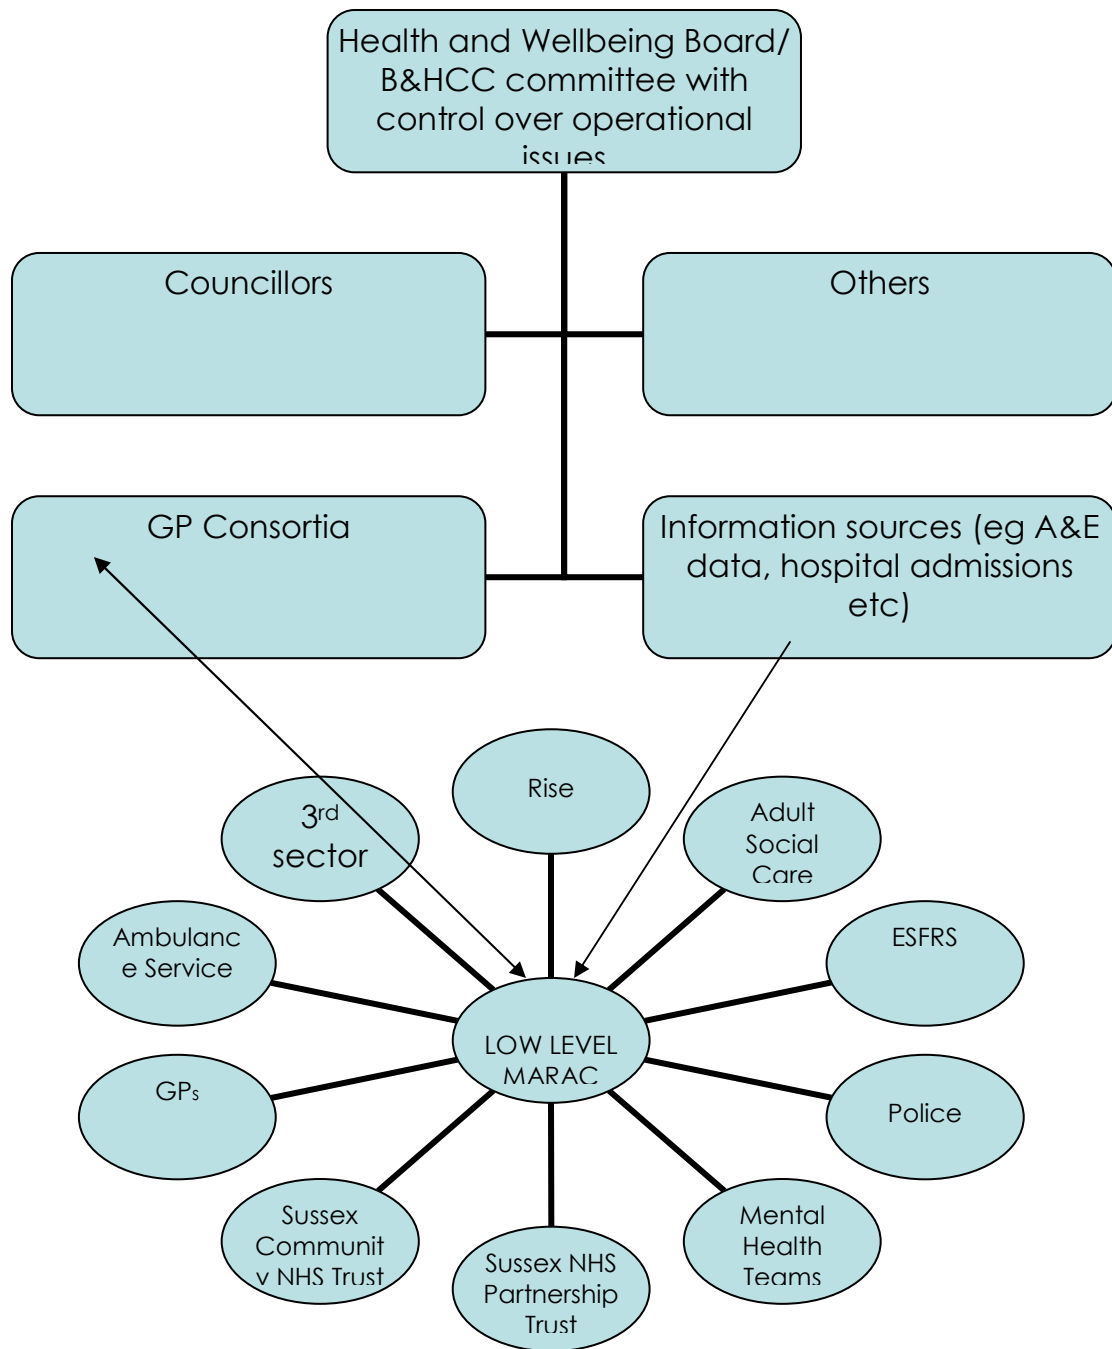 Health and Wellbeing Board/
B&HCC committee with
control over operational
issues
Councillors
Others
GP Consortia
Information sources (eg A&E
data, hospital admissions
etc)
Rise
3rd
sector
Adult
Social
Care
Ambulanc
e Service
ESFRS
LOW LEVEL
MARAC
GPs
Police
Sussex
Communit
y NHS Trust
Sussex NHS
Partnership
Trust
Mental
Health
Teams